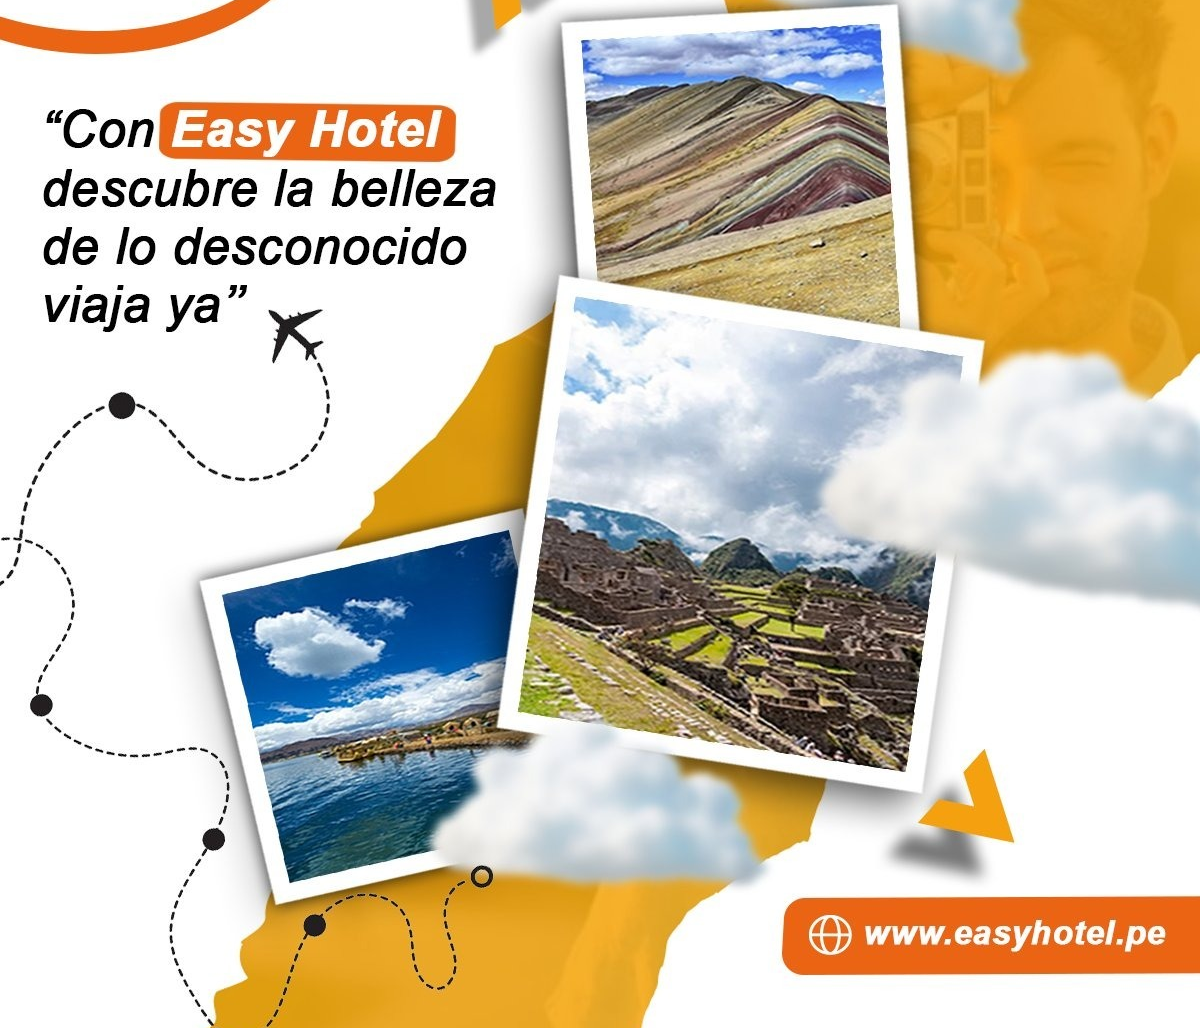 “Con Easy Hotel
descubre la belleza
de lo desconocido
viaja ya”
www.easyhotel.pe